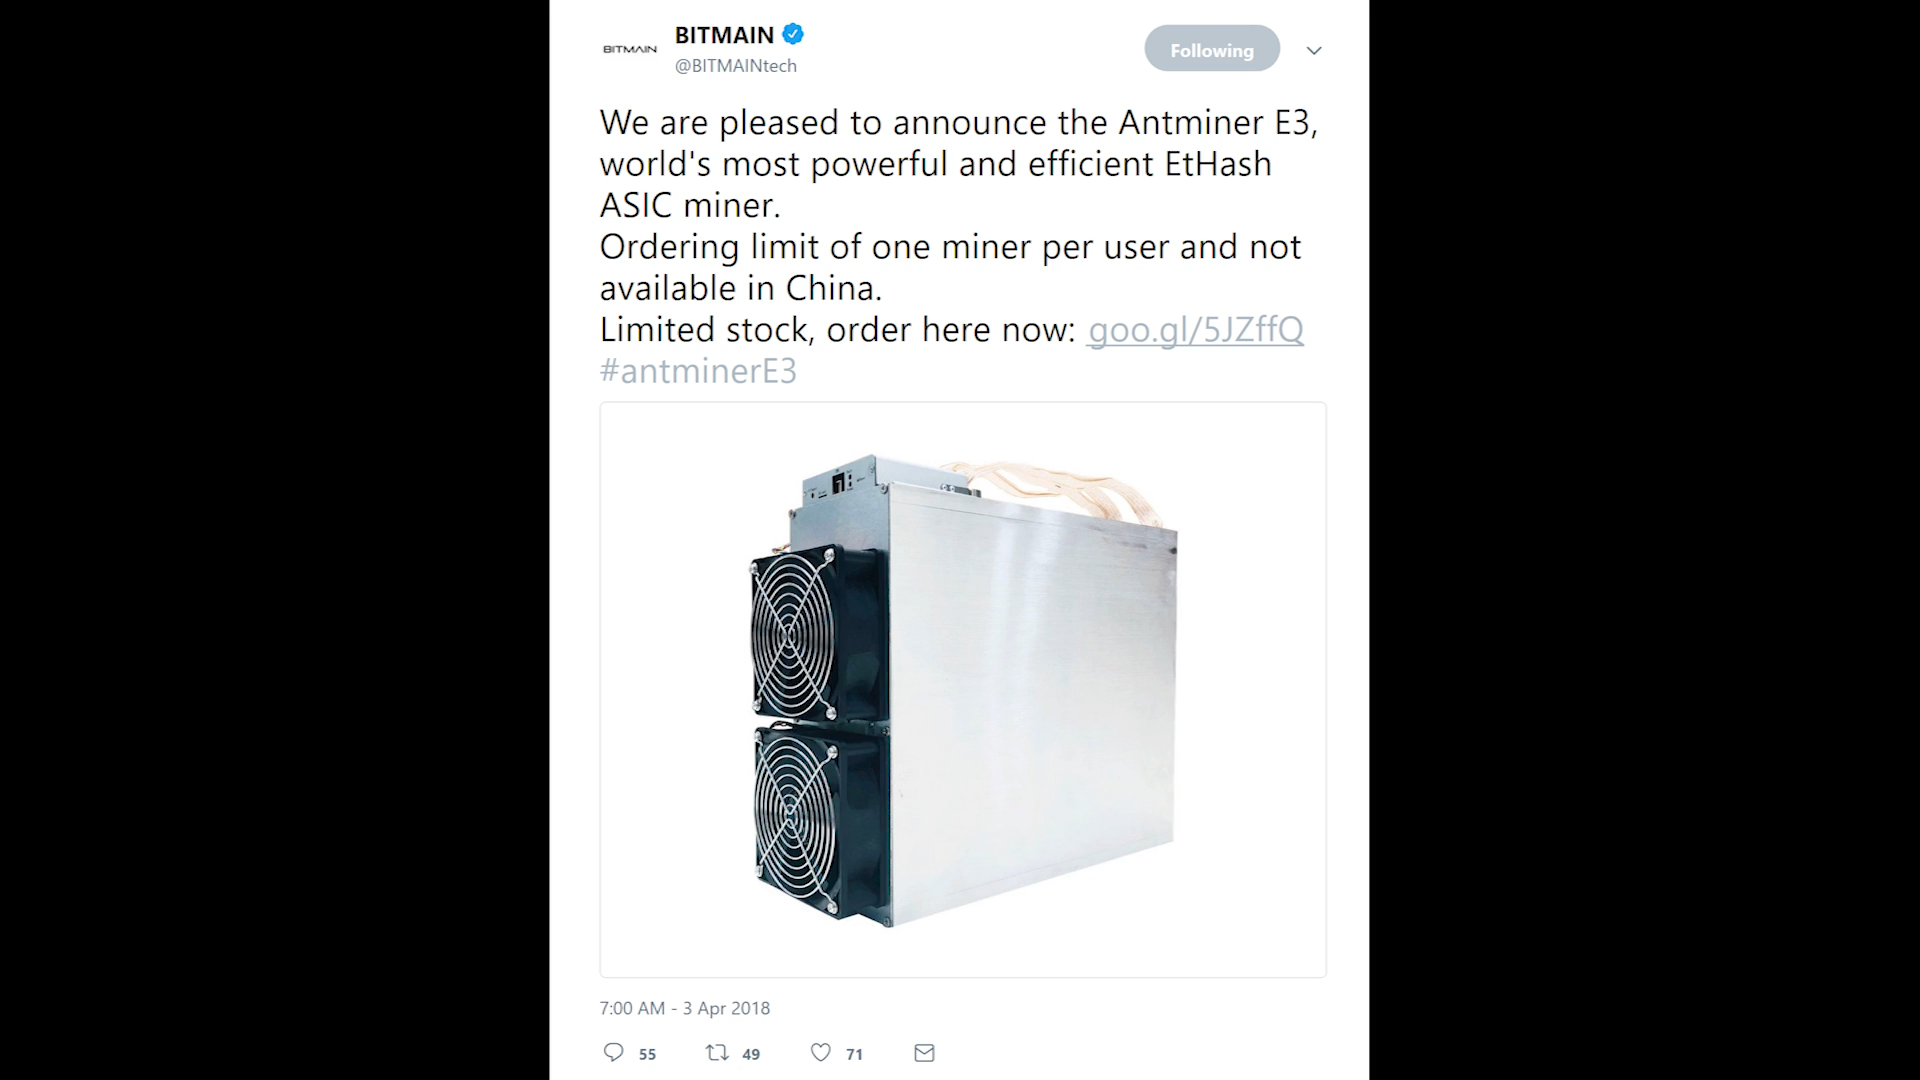 BITMAIN
BITMAIN
@BITMAINtech
Following
We are pleased to announce the Antminer E3,
world's most powerful and efficient EtHash
ASIC miner.
Ordering limit of one miner per user and not
available in China.
Limited stock, order here now: goo.gl/5JZffQ
#antminerE3
7:00 AM - 3 Apr 2018
55 49 71